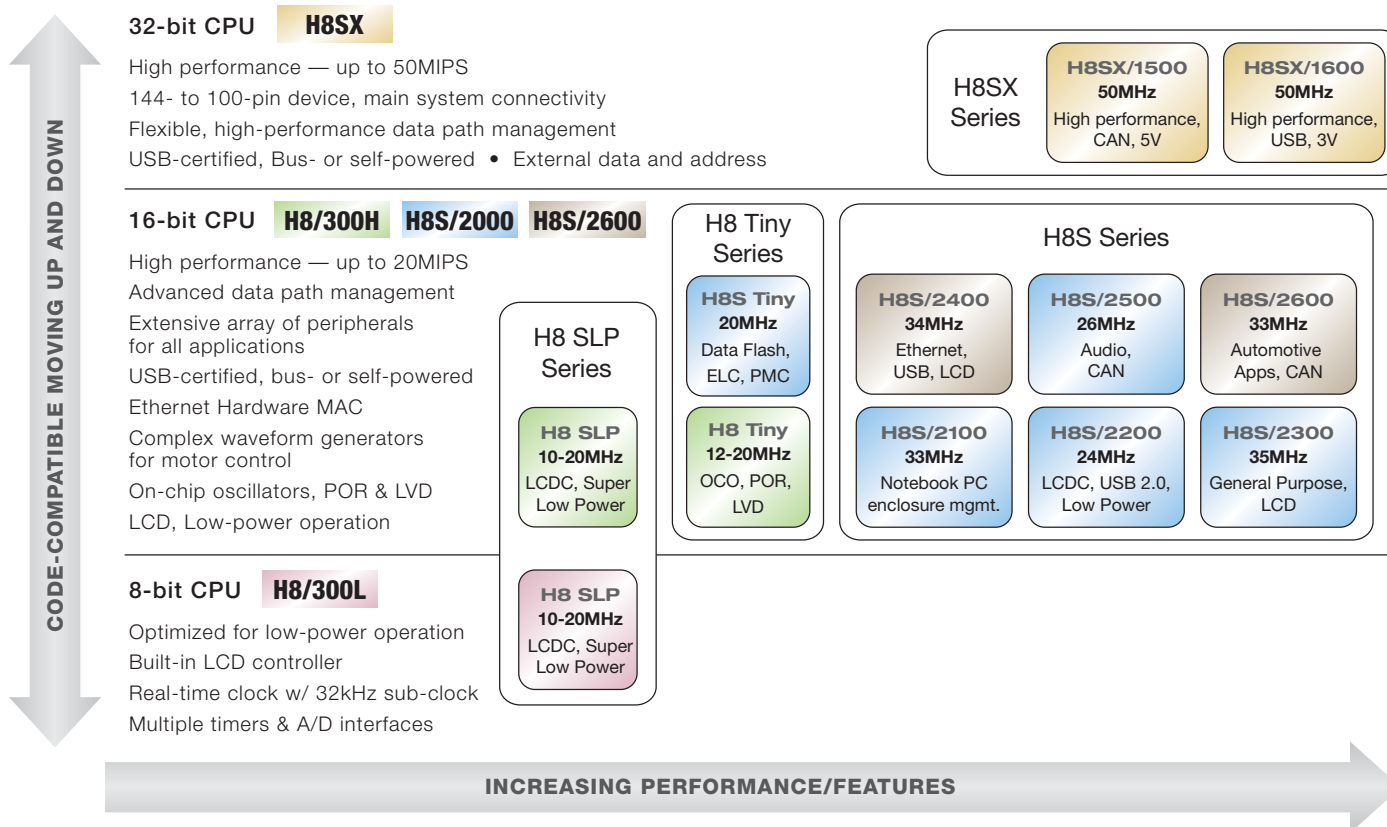 32-bit CPU H8SX
High performance — up to 50MIPS
144- to 100-pin device, main system connectivity
Flexible, high-performance data path management
USB-certified, Bus- or self-powered • External data and address
H8SX
Series
H8SX/1500
50MHz
High performance,
CAN, 5V
H8SX/1600
50MHz
High performance,
USB, 3V
16-bit CPU H8/300H H8S/2000 H8S/2600
High performance — up to 20MIPS
Advanced data path management
Extensive array of peripherals
for all applications
USB-certified, bus- or self-powered
Ethernet Hardware MAC
Complex waveform generators
for motor control
On-chip oscillators, POR & LVD
LCD, Low-power operation
H8 SLP
Series
H8 SLP
10-20MHz
LCDC, Super
Low Power
H8 Tiny
Series
H8S Tiny
20MHz
Data Flash,
ELC, PMC
H8 Tiny
12-20MHz
OCO, POR,
LVD
H8S Series
H8S/2400
34MHz
Ethernet,
USB, LCD
H8S/2500
26MHz
Audio,
CAN
H8S/2600
33MHz
Automotive
Apps, CAN
H8S/2100
33MHz
Notebook PC
enclosure mgmt.
H8S/2200
24MHz
LCDC, USB 2.0,
Low Power
H8S/2300
35MHz
General Purpose,
LCD
8-bit CPU H8/300L
Optimized for low-power operation
Built-in LCD controller
Real-time clock w/ 32kHz sub-clock
Multiple timers & A/D interfaces
H8 SLP
10-20MHz
LCDC, Super
Low Power
CODE-COMPATIBLE MOVING UP AND DOWN
INCREASING PERFORMANCE/FEATURES